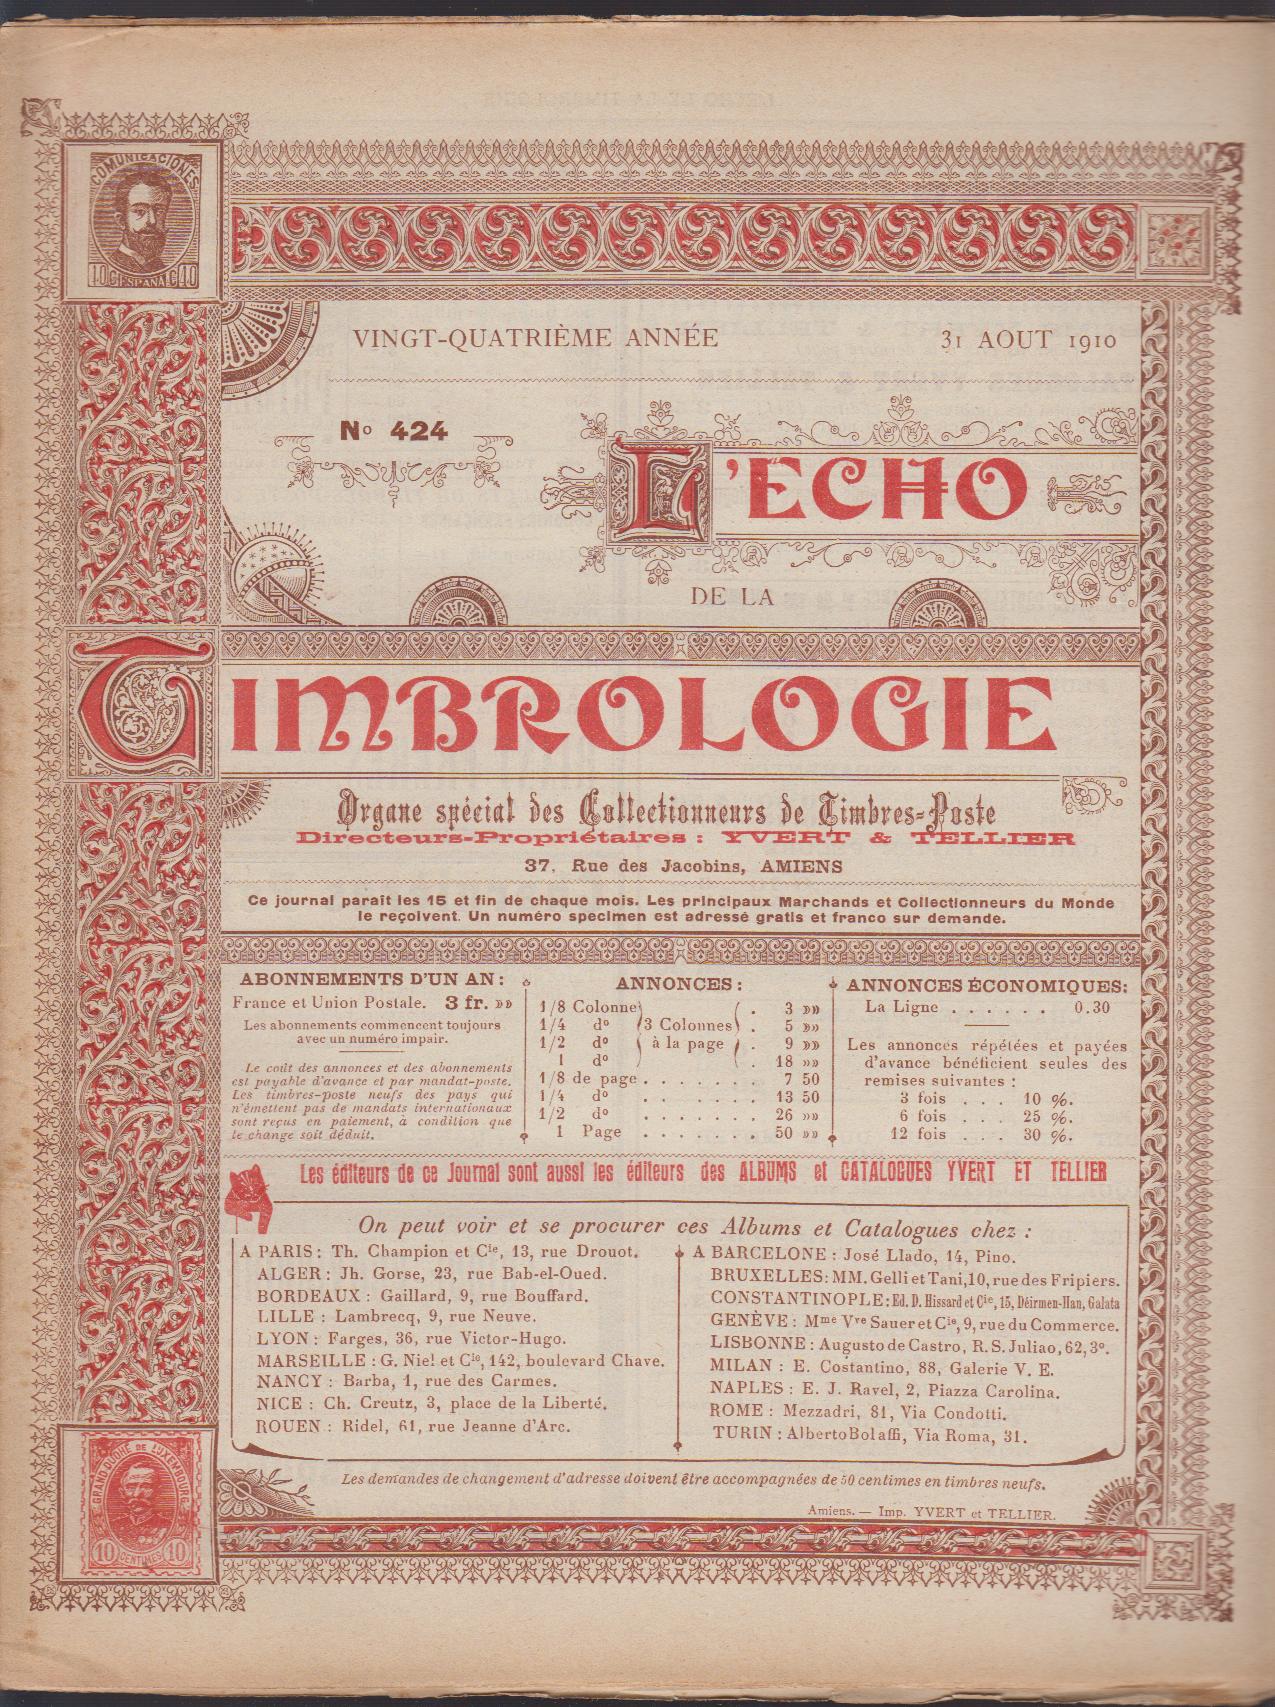 COMUNICACIONES
40 Cs ESPAÑA Cs 40
VINGT-QUATRIÈME ANNÉE 31 AOUT 1910
No 424
L'ECHO
DE LA
TIMBROLOGIE
Organe spécial des Collectionneurs de Timbres-Poste
Directeurs-Propriétaires : YVERT & TELLIER
37, Rue des Jacobins, AMIENS
Ce journal paraît les 15 et fin de chaque mois. Les principaux Marchands et Collectionneurs du Monde
le reçoivent. Un numéro specimen est adressé gratis et franco sur demande.
ABONNEMENTS D'UN AN :
France et Union Postale. 3 fr. »»
Les abonnements commencent toujours
avec un numéro impair.
Le coût des annonces et des abonnements
est payable d'avance et par mandat-poste.
Les timbres-poste neufs des pays qui
n'émettent pas de mandats internationaux
sont reçus en paiement, à condition que
le change soit déduit.
ANNONCES :
1/8 Colonne . 3 »»
1/4 do 3 Colonnes . 5 »»
1/2 do à la page . 9 »»
1 do . 18 »»
1/8 de page . . . . . . . 7 50
1/4 do . . . . . . . 13 50
1/2 do . . . . . . . 26 »»
1 Page . . . . . . . 50 »»
ANNONCES ÉCONOMIQUES:
La Ligne . . . . . . 0.30
Les annonces répétées et payées
d'avance bénéficient seules des
remises suivantes :
3 fois . . . 10 %.
6 fois . . . 25 %.
12 fois . . . 30 %.
Les éditeurs de ce Journal sont aussi les éditeurs des ALBUMS et CATALOGUES YVERT ET TELLIER
On peut voir et se procurer ces Albums et Catalogues chez :
A PARIS : Th. Champion et Cie, 13, rue Drouot.
ALGER : Jh. Gorse, 23, rue Bab-el-Oued.
BORDEAUX : Gaillard, 9, rue Bouffard.
LILLE : Lambrecq, 9, rue Neuve.
LYON : Farges, 36, rue Victor-Hugo.
MARSEILLE : G. Niel et Cie, 142, boulevard Chave.
NANCY : Barba, 1, rue des Carmes.
NICE : Ch. Creutz, 3, place de la Liberté.
ROUEN : Ridel, 61, rue Jeanne d'Arc.
A BARCELONE : José Llado, 14, Pino.
BRUXELLES : MM. Gelli et Tani, 10, rue des Fripiers.
CONSTANTINOPLE : Ed. D. Hissard et Cie, 15, Déirmen-Han, Galata
GENÈVE : Mme Vve Sauer et Cie, 9, rue du Commerce.
LISBONNE : Augusto de Castro, R. S. Juliao, 62, 3o.
MILAN : E. Costantino, 88, Galerie V. E.
NAPLES : E. J. Ravel, 2, Piazza Carolina.
ROME : Mezzadri, 81, Via Condotti.
TURIN : Alberto Bolaffi, Via Roma, 31.
Les demandes de changement d'adresse doivent être accompagnées de 50 centimes en timbres neufs.
Amiens. — Imp. YVERT et TELLIER.
GRAND DUCHÉ DE LUXEMBOURG
10 CENTIMES 10